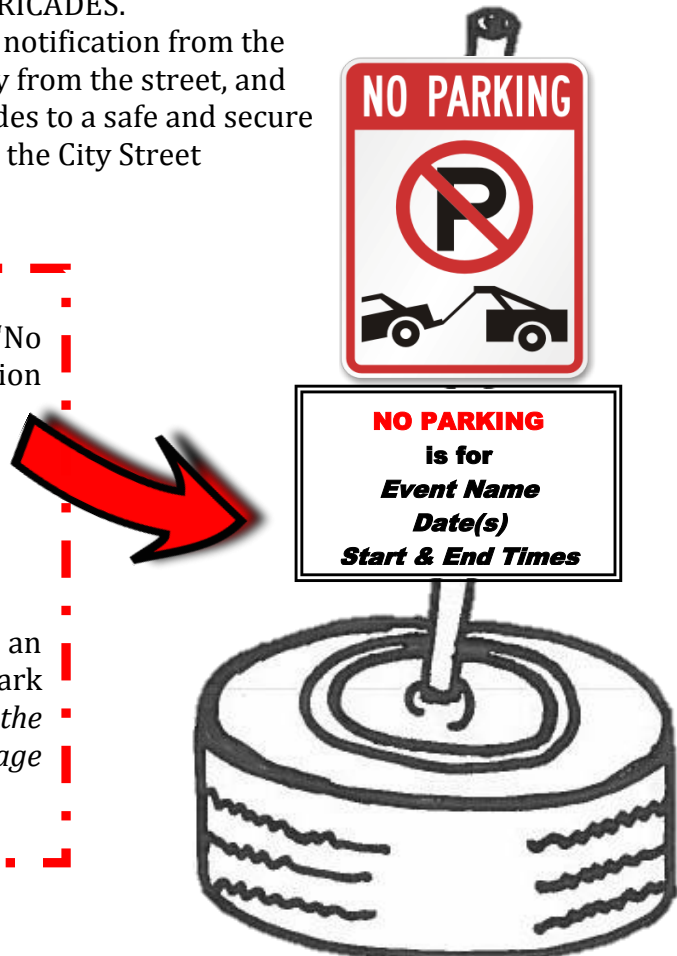 RICADES.
notification from the
y from the street, and
des to a safe and secure
the City Street
NO PARKING
P
"No
ion
NO PARKING
is for
Event Name
Date(s)
Start & End Times
an
ark
the
age